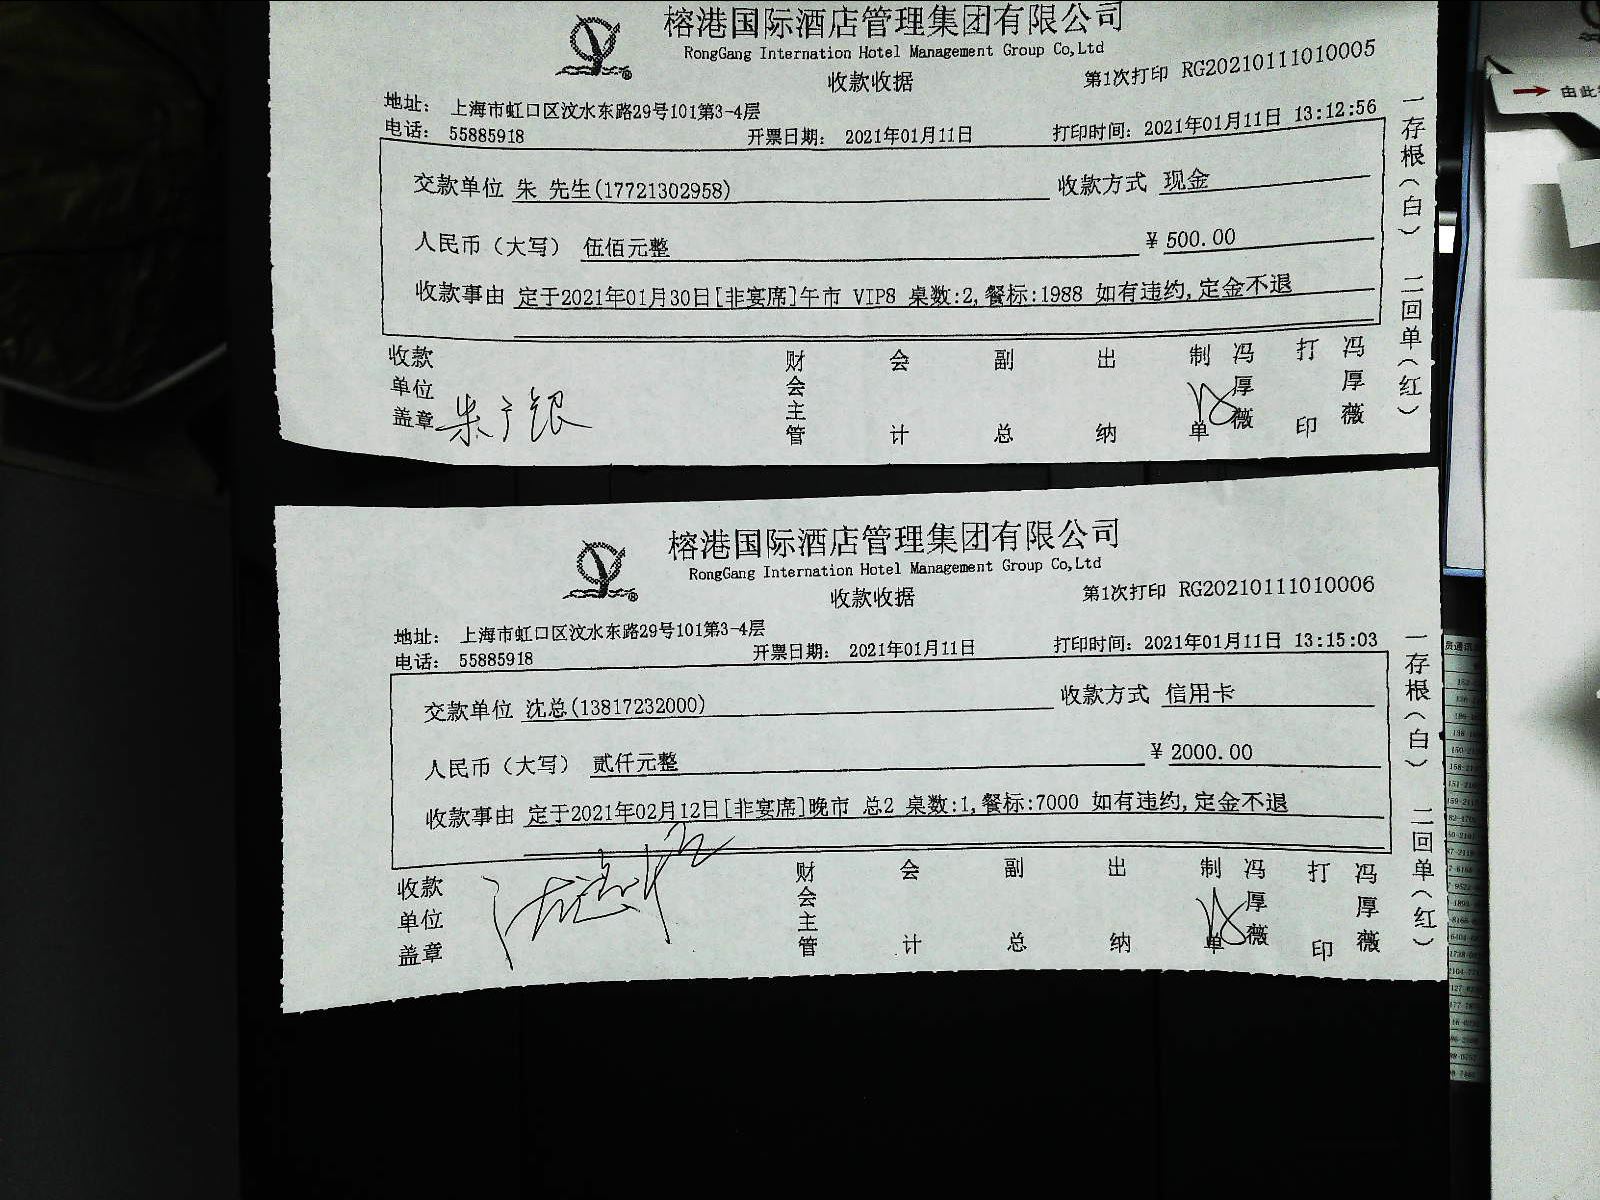 榕港国际酒店管理集团有限公司
RongGang Internation Hotel Management Group Co,Ltd
收款收据
第1次打印 RG20210111010005
地址： 上海市虹口区汶水东路29号101第3-4层
电话： 55885918 开票日期： 2021年01月11日 打印时间：2021年01月11日 13:12:56
交款单位 朱 先生(17721302958) 收款方式 现金
人民币（大写） 伍佰元整 ¥ 500.00
收款事由 定于2021年01月30日[非宴席]午市 VIP8 桌数:2,餐标:1988 如有违约,定金不退
收款单位盖章 朱广银 财会主管 会计 副总 出纳 制单 冯厚薇 打印 冯厚薇
一存根（白） 二回单（红）
由此
榕港国际酒店管理集团有限公司
RongGang Internation Hotel Management Group Co,Ltd
收款收据
第1次打印 RG20210111010006
地址： 上海市虹口区汶水东路29号101第3-4层
电话： 55885918 开票日期： 2021年01月11日 打印时间：2021年01月11日 13:15:03
交款单位 沈总(13817232000) 收款方式 信用卡
人民币（大写） 贰仟元整 ¥ 2000.00
收款事由 定于2021年02月12日[非宴席]晚市 总2 桌数:1,餐标:7000 如有违约,定金不退
收款单位盖章 财会主管 会计 副总 出纳 制单 冯厚薇 打印 冯厚薇
一存根（白） 二回单（红）